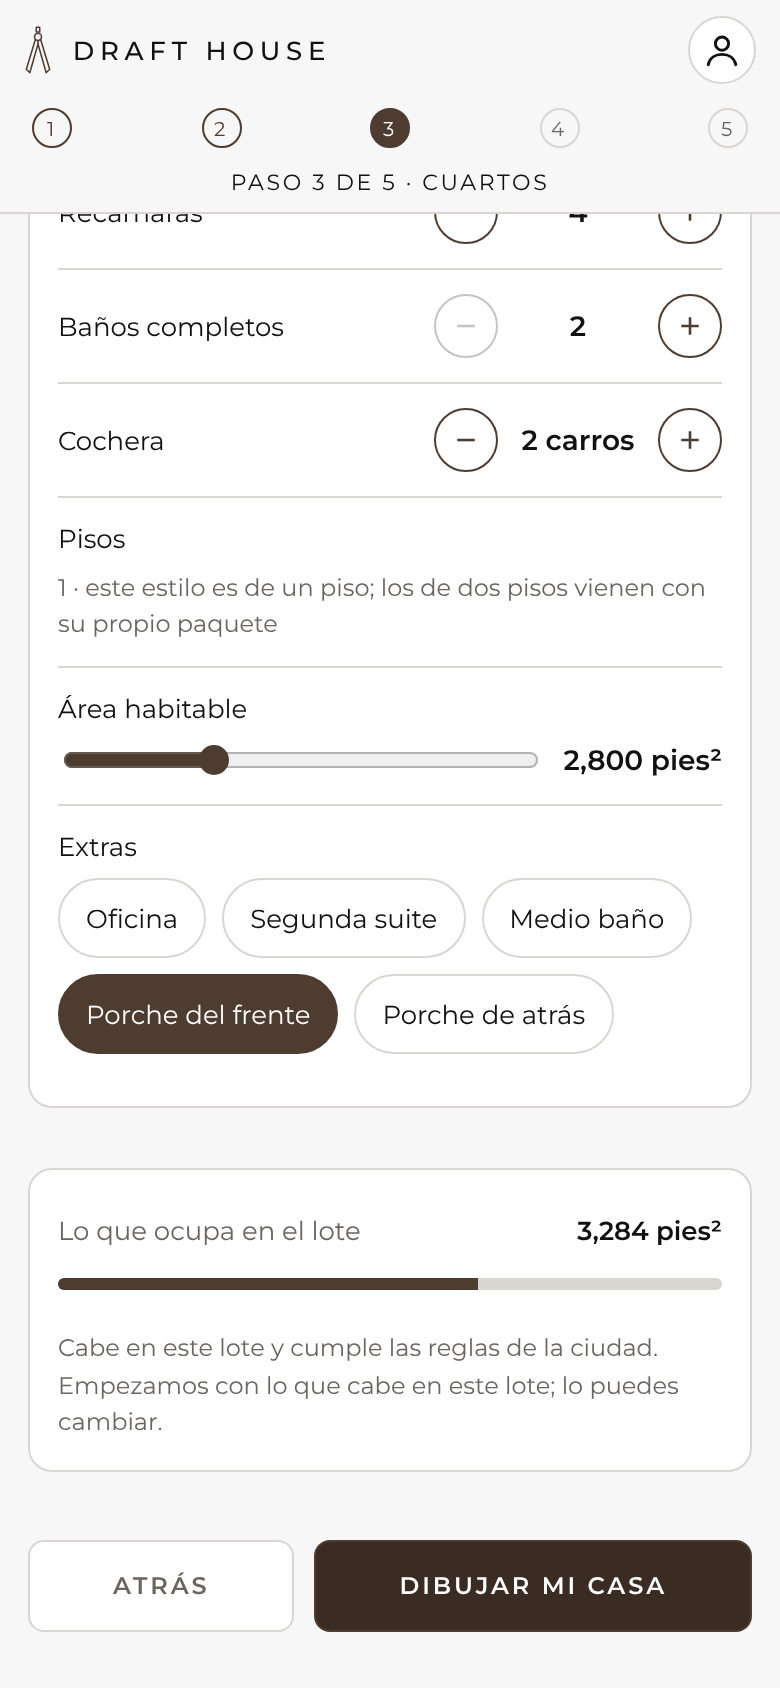 DRAFT HOUSE
1 2 3 4 5
PASO 3 DE 5 · CUARTOS
Recámaras − 4 +
Baños completos − 2 +
Cochera − 2 carros +
Pisos
1 · este estilo es de un piso; los de dos pisos vienen con
su propio paquete
Área habitable
2,800 pies²
Extras
Oficina Segunda suite Medio baño
Porche del frente Porche de atrás
Lo que ocupa en el lote 3,284 pies²
Cabe en este lote y cumple las reglas de la ciudad.
Empezamos con lo que cabe en este lote; lo puedes
cambiar.
ATRÁS DIBUJAR MI CASA